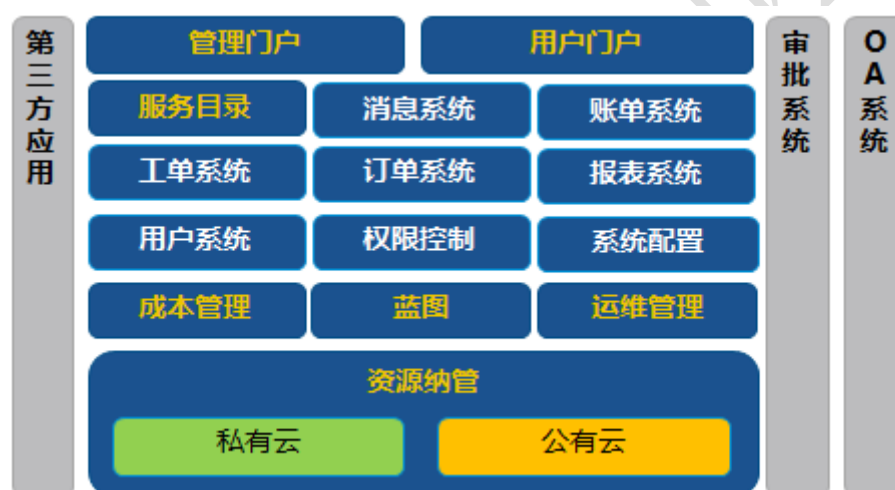 第三方应用
管理门户
用户门户
服务目录
消息系统
账单系统
工单系统
订单系统
报表系统
用户系统
权限控制
系统配置
成本管理
蓝图
运维管理
资源纳管
私有云
公有云
审批系统
OA系统